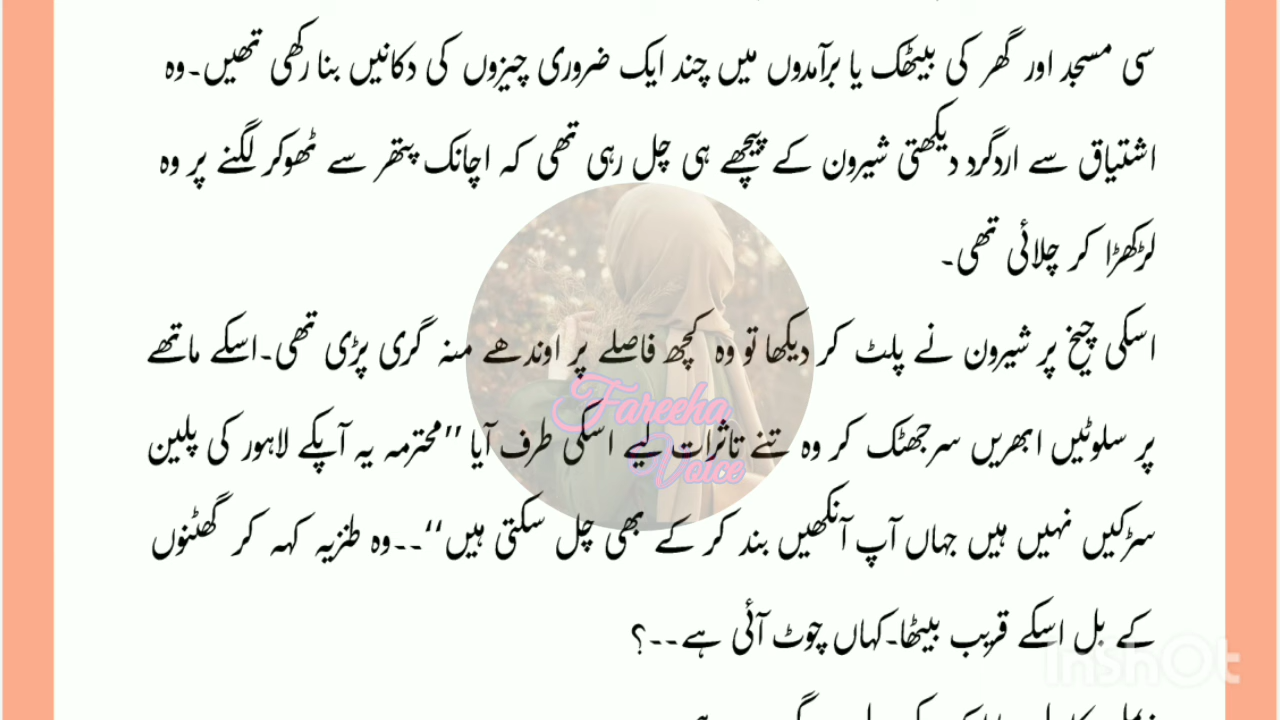 سی مسجد اور گھر کی بیٹھک یا برآمدوں میں چند ایک ضروری چیزوں کی دکانیں بنا رکھی تھیں۔وہ
اشتیاق سے اردگرد دیکھتی شیرون کے پیچھے ہی چل رہی تھی کہ اچانک پتھر سے ٹھوکر لگنے پر وہ
لڑکھڑا کر چلائی تھی۔
اسکی چیخ پر شیرون نے پلٹ کر دیکھا تو وہ کچھ فاصلے پر اوندھے منہ گری پڑی تھی۔اسکے ماتھے
پر سلوٹیں ابھریں سرجھٹک کر وہ تنے تاثرات لیے اسکی طرف آیا ’’محترمہ یہ آپکے لاہور کی پلین
سڑکیں نہیں ہیں جہاں آپ آنکھیں بند کر کے بھی چل سکتی ہیں‘‘۔۔وہ طنزیہ کہہ کر گھٹنوں
کے بل اسکے قریب بیٹھا۔کہاں چوٹ آئی ہے۔۔؟
Fareeha
Voice
InShOt